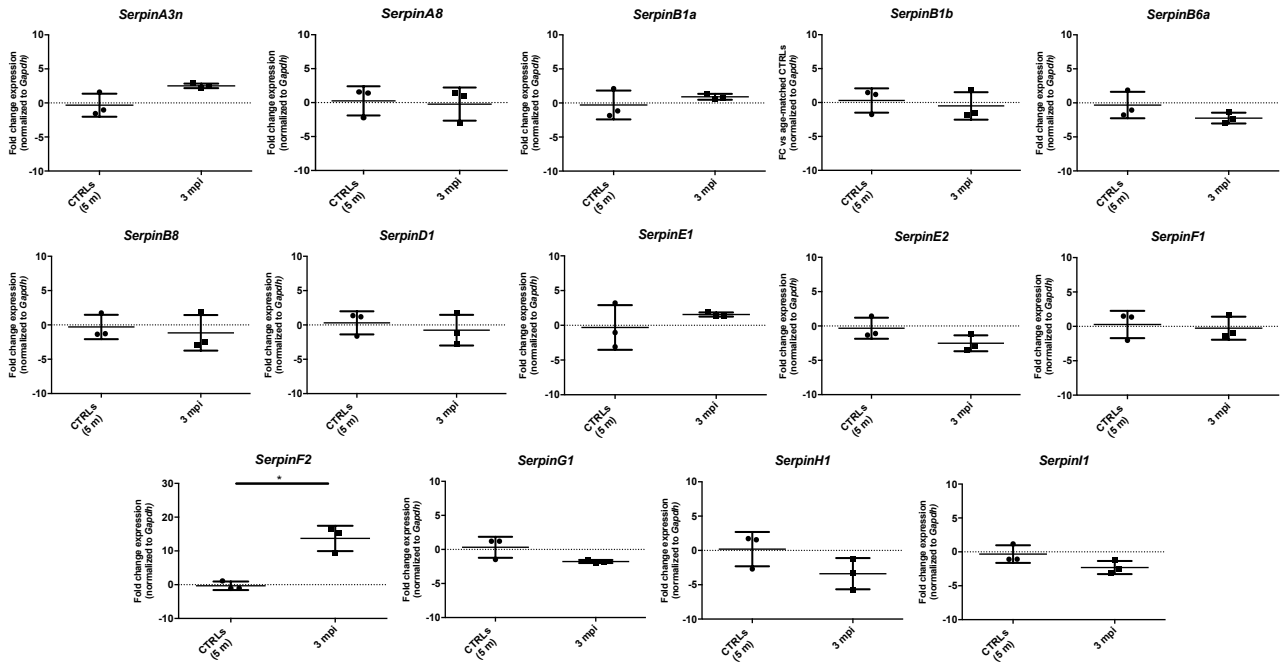 SerpinA3n
Fold change expression
(normalized to Gapdh)
10
5
0
-5
-10
CTRLs
(5 m)
3 mpi
SerpinA8
Fold change expression
(normalized to Gapdh)
10
5
0
-5
-10
CTRLs
(5 m)
3 mpi
SerpinB1a
Fold change expression
(normalized to Gapdh)
10
5
0
-5
-10
CTRLs
(5 m)
3 mpi
SerpinB1b
FC vs age-matched CTRLs
(normalized to Gapdh)
10
5
0
-5
-10
CTRLs
(5 m)
3 mpi
SerpinB6a
Fold change expression
(normalized to Gapdh)
10
5
0
-5
-10
CTRLs
(5 m)
3 mpi
SerpinB8
Fold change expression
(normalized to Gapdh)
10
5
0
-5
-10
CTRLs
(5 m)
3 mpi
SerpinD1
Fold change expression
(normalized to Gapdh)
10
5
0
-5
-10
CTRLs
(5 m)
3 mpi
SerpinE1
Fold change expression
(normalized to Gapdh)
10
5
0
-5
-10
CTRLs
(5 m)
3 mpi
SerpinE2
Fold change expression
(normalized to Gapdh)
10
5
0
-5
-10
CTRLs
(5 m)
3 mpi
SerpinF1
Fold change expression
(normalized to Gapdh)
10
5
0
-5
-10
CTRLs
(5 m)
3 mpi
SerpinF2
Fold change expression
(normalized to Gapdh)
30
20
10
0
-10
*
CTRLs
(5 m)
3 mpi
SerpinG1
Fold change expression
(normalized to Gapdh)
10
5
0
-5
-10
CTRLs
(5 m)
3 mpi
SerpinH1
Fold change expression
(normalized to Gapdh)
10
5
0
-5
-10
CTRLs
(5 m)
3 mpi
SerpinI1
Fold change expression
(normalized to Gapdh)
10
5
0
-5
-10
CTRLs
(5 m)
3 mpi